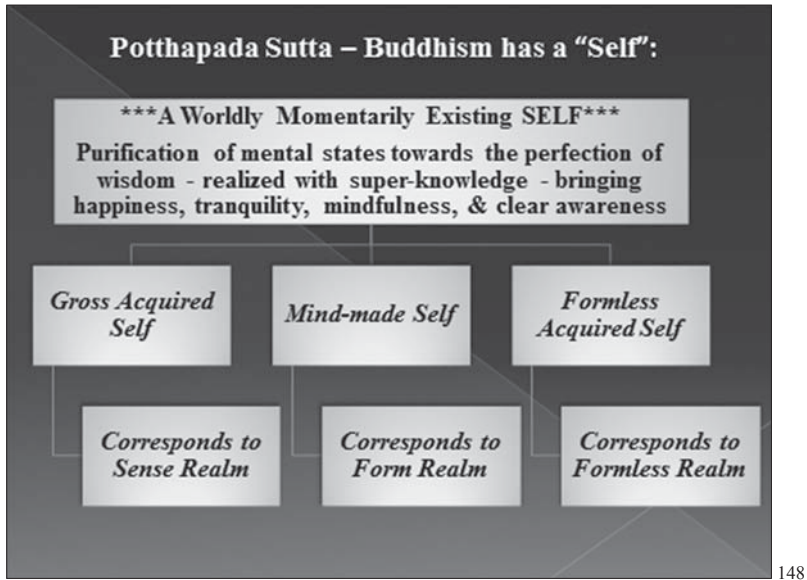 Potthapada Sutta – Buddhism has a “Self”:
***A Worldly Momentarily Existing SELF***
Purification of mental states towards the perfection of
wisdom - realized with super-knowledge - bringing
happiness, tranquility, mindfulness, & clear awareness
Gross Acquired
Self
Mind-made Self
Formless
Acquired Self
Corresponds to
Sense Realm
Corresponds to
Form Realm
Corresponds to
Formless Realm
148